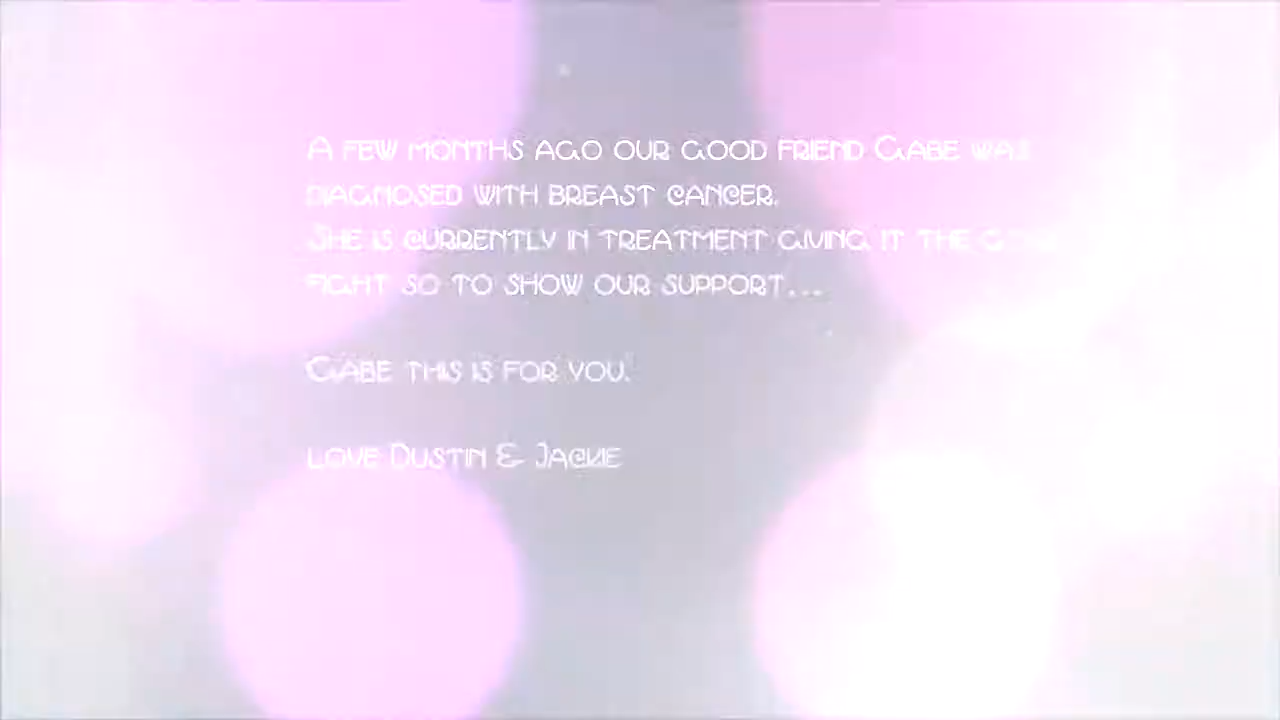 A few months ago our good friend Gabe was
diagnosed with breast cancer.
She is currently in treatment giving it the
fight so to show our support...
Gabe this is for you.
love Dustin & Jackie